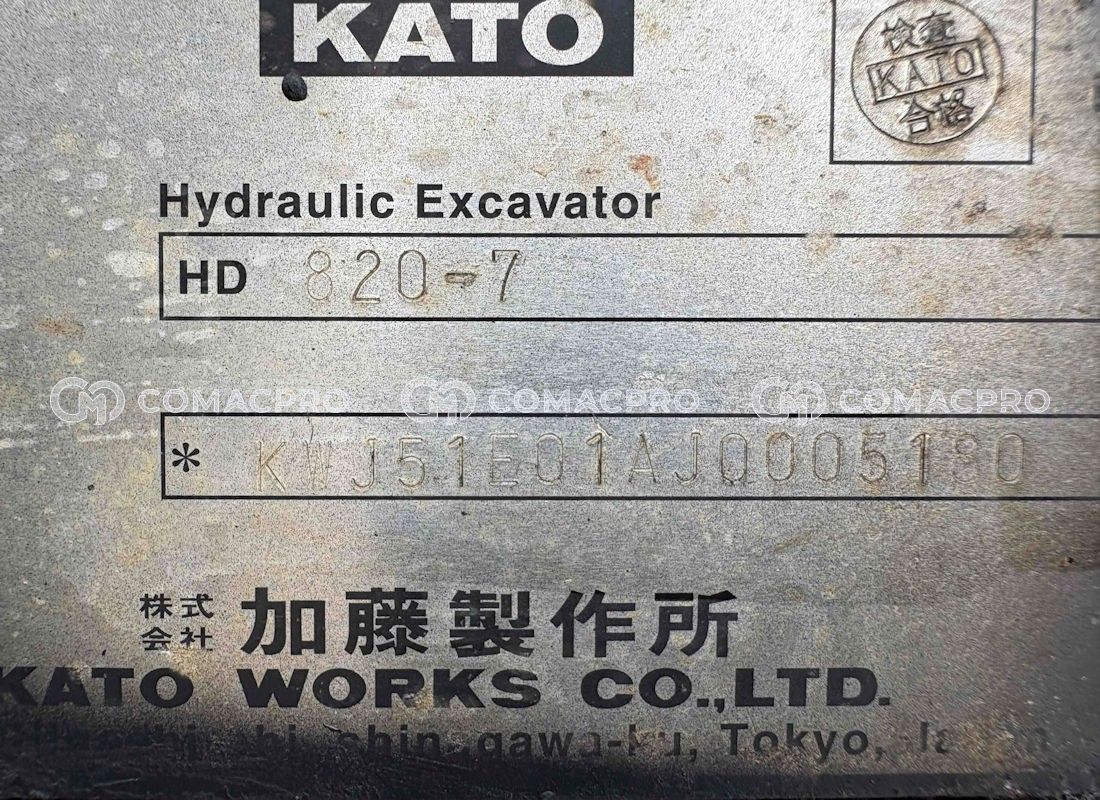 KATO
検査
KATO
合格
Hydraulic Excavator
HD 820-7
COMACPRO COMACPRO COMACPRO
* KWJ51E01AJ0005180
株式会社 加藤製作所
KATO WORKS CO.,LTD.
Tokyo,